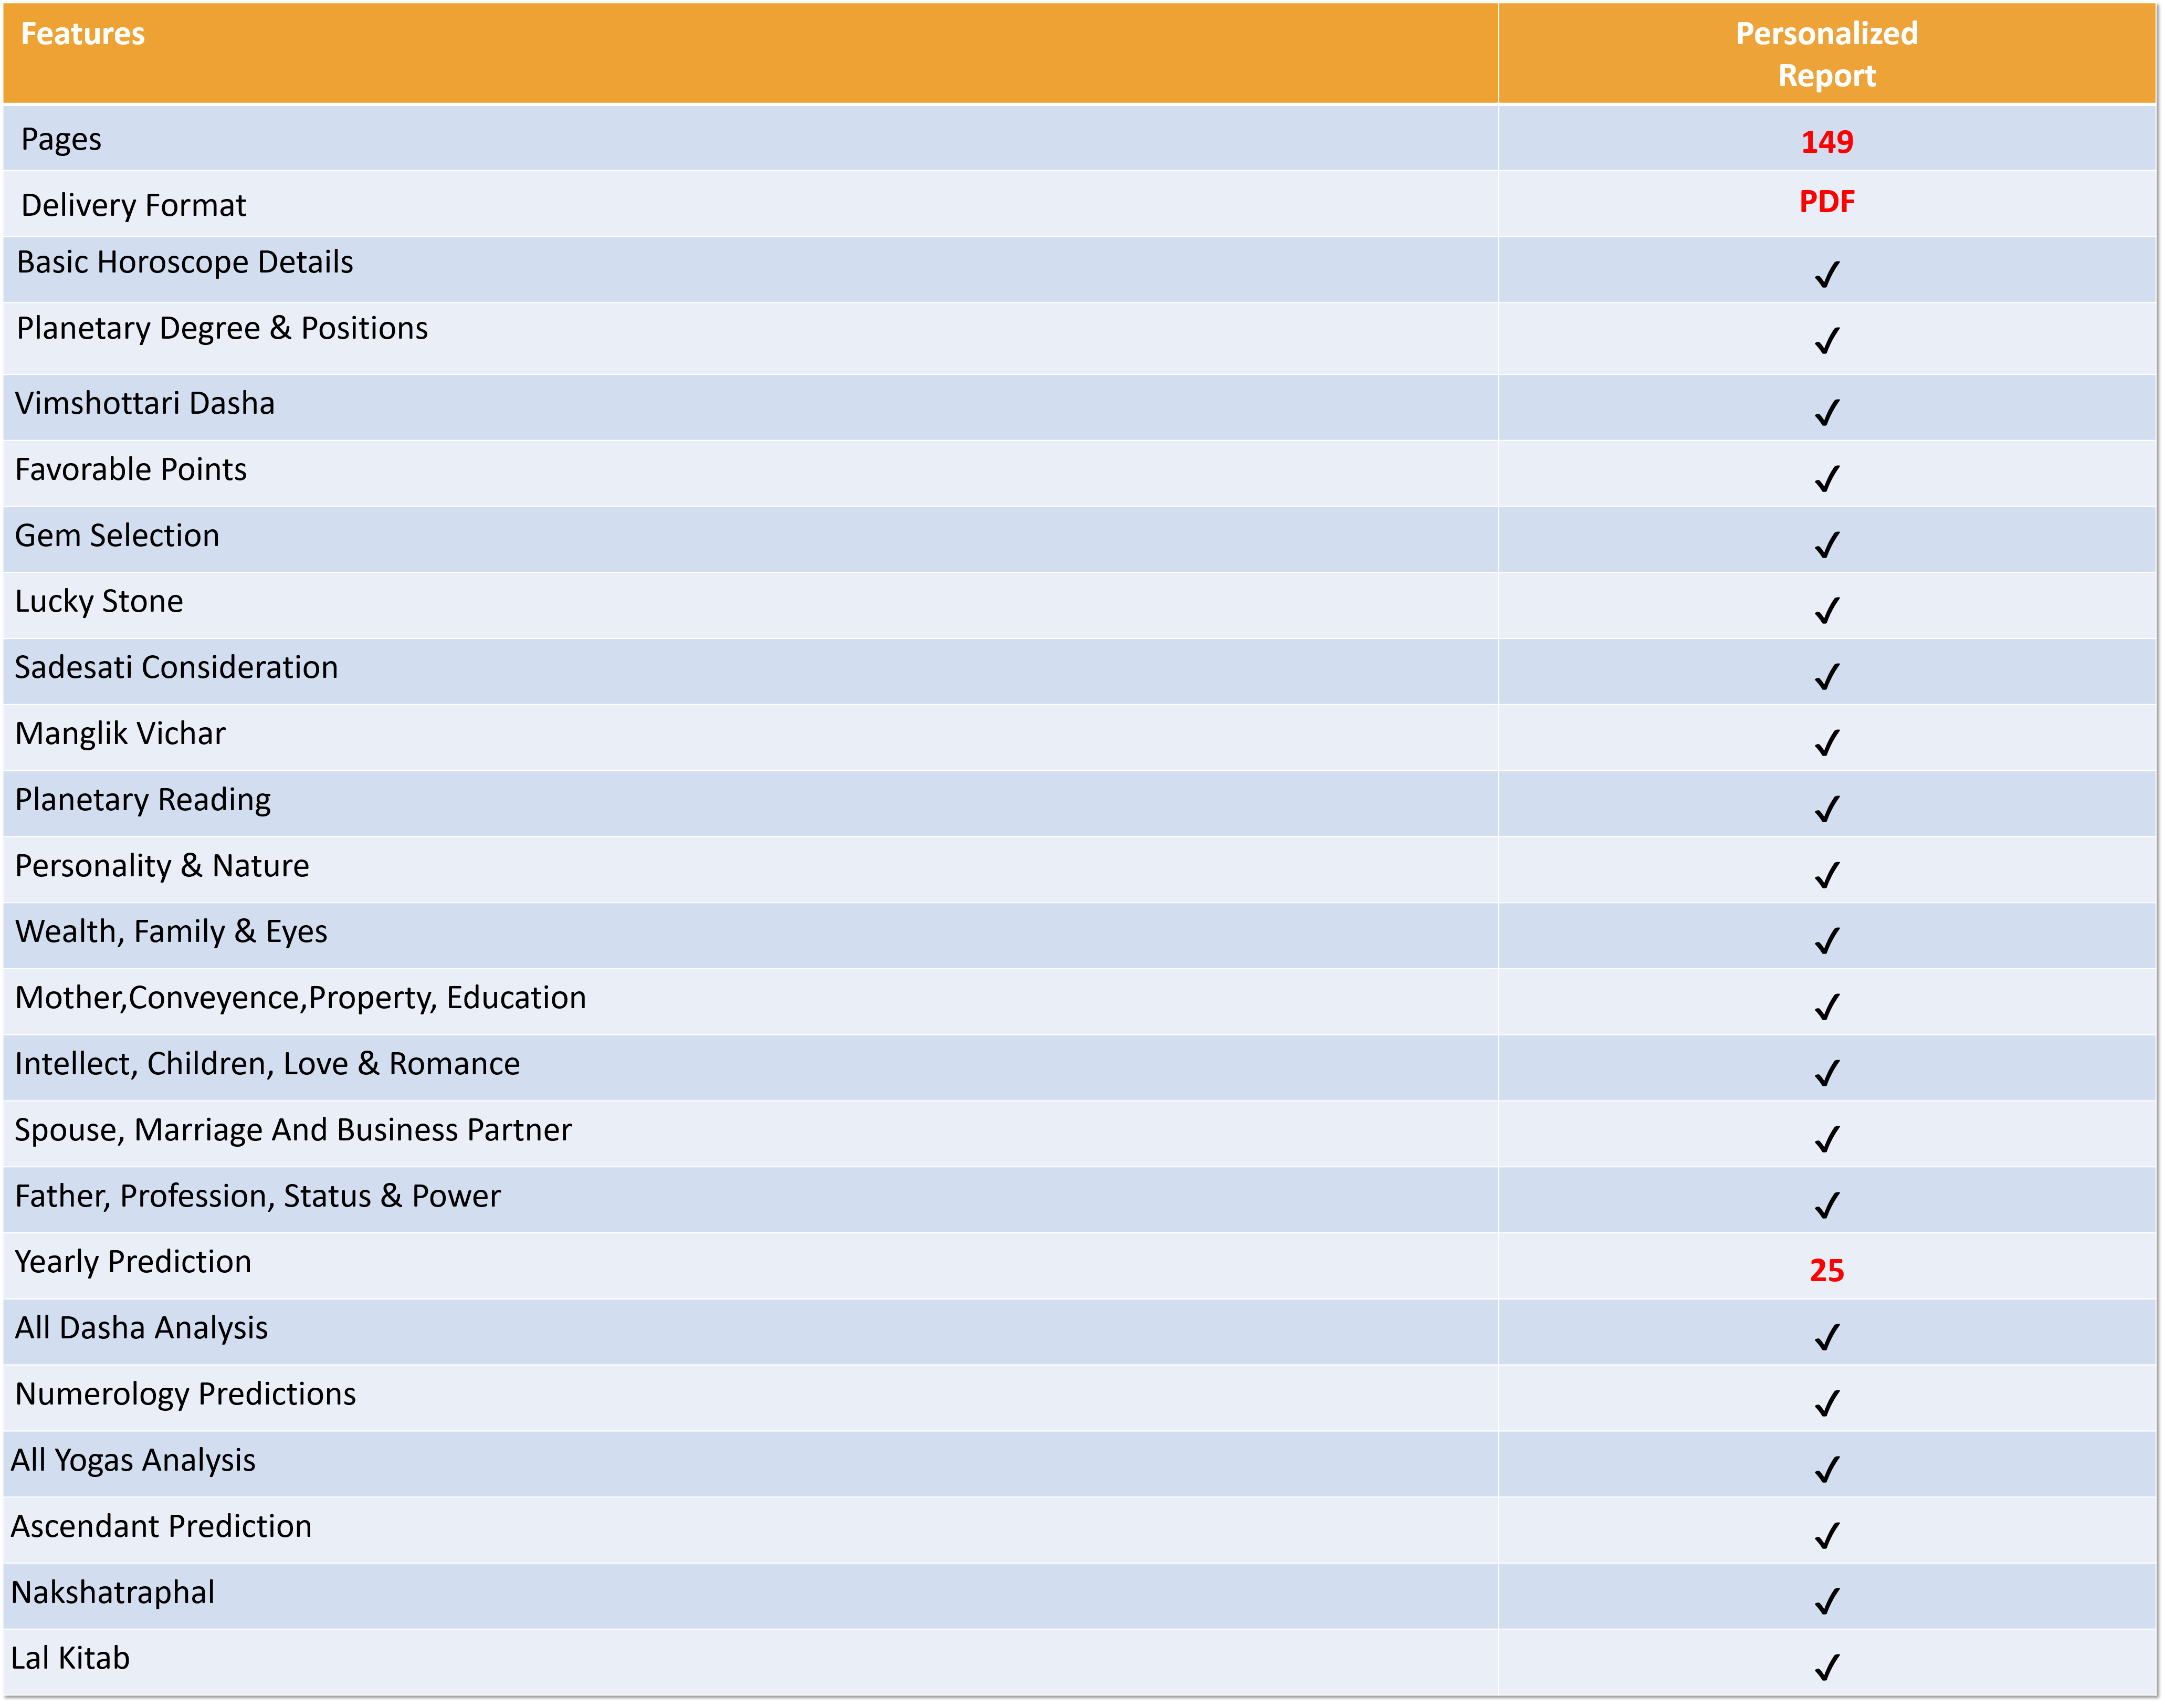 Features
Personalized
Report
Pages
149
Delivery Format
PDF
Basic Horoscope Details
✓
Planetary Degree & Positions
✓
Vimshottari Dasha
✓
Favorable Points
✓
Gem Selection
✓
Lucky Stone
✓
Sadesati Consideration
✓
Manglik Vichar
✓
Planetary Reading
✓
Personality & Nature
✓
Wealth, Family & Eyes
✓
Mother,Conveyence,Property, Education
✓
Intellect, Children, Love & Romance
✓
Spouse, Marriage And Business Partner
✓
Father, Profession, Status & Power
✓
Yearly Prediction
25
All Dasha Analysis
✓
Numerology Predictions
✓
All Yogas Analysis
✓
Ascendant Prediction
✓
Nakshatraphal
✓
Lal Kitab
✓